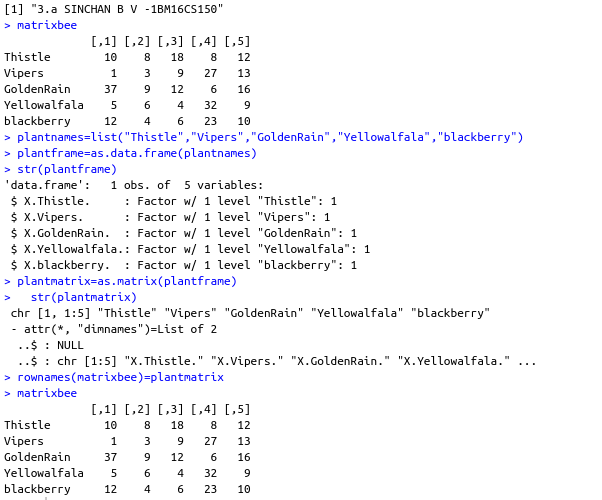 [1] "3.a SINCHAN B V -1BM16CS150"
> matrixbee
             [,1] [,2] [,3] [,4] [,5]
Thistle        10    8   18    8   12
Vipers          1    3    9   27   13
GoldenRain     37    9   12    6   16
Yellowalfala    5    6    4   32    9
blackberry     12    4    6   23   10
> plantnames=list("Thistle","Vipers","GoldenRain","Yellowalfala","blackberry")
> plantframe=as.data.frame(plantnames)
> str(plantframe)
'data.frame':   1 obs. of  5 variables:
 $ X.Thistle.     : Factor w/ 1 level "Thistle": 1
 $ X.Vipers.      : Factor w/ 1 level "Vipers": 1
 $ X.GoldenRain.  : Factor w/ 1 level "GoldenRain": 1
 $ X.Yellowalfala.: Factor w/ 1 level "Yellowalfala": 1
 $ X.blackberry.  : Factor w/ 1 level "blackberry": 1
> plantmatrix=as.matrix(plantframe)
>   str(plantmatrix)
 chr [1, 1:5] "Thistle" "Vipers" "GoldenRain" "Yellowalfala" "blackberry"
 - attr(*, "dimnames")=List of 2
  ..$ : NULL
  ..$ : chr [1:5] "X.Thistle." "X.Vipers." "X.GoldenRain." "X.Yellowalfala." ...
> rownames(matrixbee)=plantmatrix
> matrixbee
             [,1] [,2] [,3] [,4] [,5]
Thistle        10    8   18    8   12
Vipers          1    3    9   27   13
GoldenRain     37    9   12    6   16
Yellowalfala    5    6    4   32    9
blackberry     12    4    6   23   10